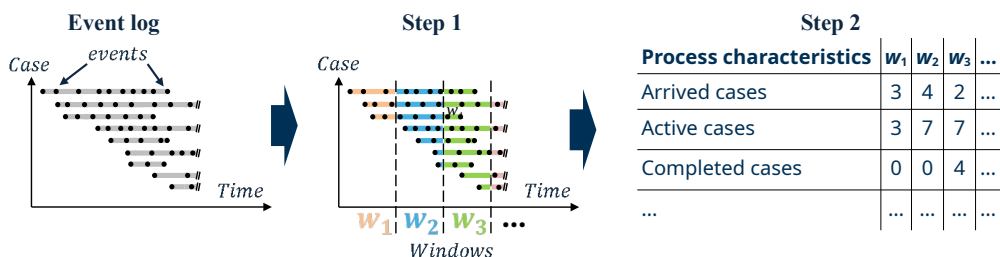 Event log
events
Case
Time
Step 1
Case
w
Time
w1 w2 w3 ...
Windows
Step 2
Process characteristics w1 w2 w3 ...
Arrived cases 3 4 2 ...
Active cases 3 7 7 ...
Completed cases 0 0 4 ...
... ... ... ... ...